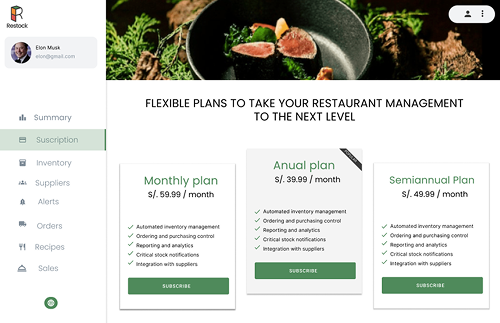 Restock
Elon Musk
elon@gmail.com
Summary
Suscription
Inventory
Suppliers
Alerts
Orders
Recipes
Sales
FLEXIBLE PLANS TO TAKE YOUR RESTAURANT MANAGEMENT
TO THE NEXT LEVEL
Monthly plan
S/. 59.99 / month
Automated inventory management
Ordering and purchasing control
Reporting and analytics
Critical stock notifications
Integration with suppliers
SUBSCRIBE
Anual plan
S/. 39.99 / month
Automated inventory management
Ordering and purchasing control
Reporting and analytics
Critical stock notifications
Integration with suppliers
SUBSCRIBE
Semiannual Plan
S/. 49.99 / month
Automated inventory management
Ordering and purchasing control
Reporting and analytics
Critical stock notifications
Integration with suppliers
SUBSCRIBE